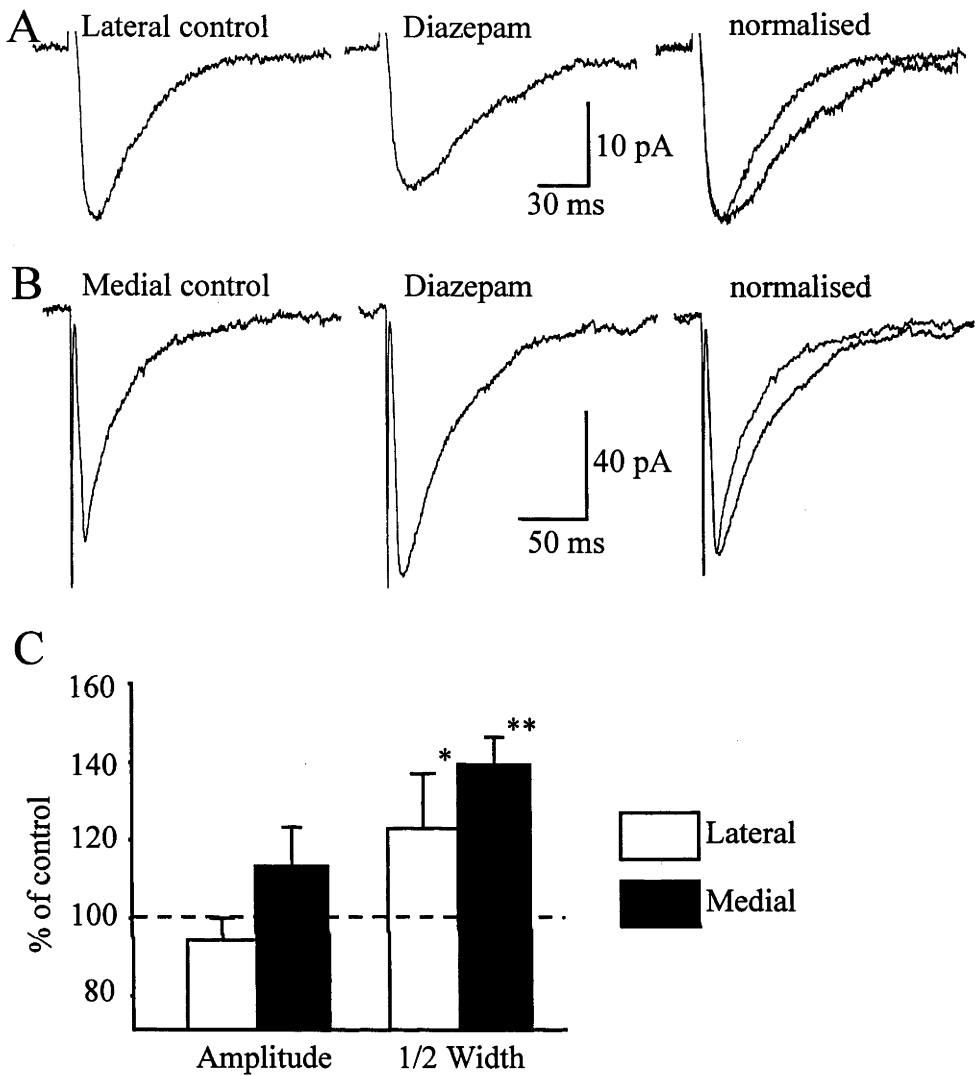 A
Lateral control
Diazepam
normalised
10 pA
30 ms
B
Medial control
Diazepam
normalised
40 pA
50 ms
C
160
140
120
100
80
% of control
*
**
Amplitude
1/2 Width
Lateral
Medial